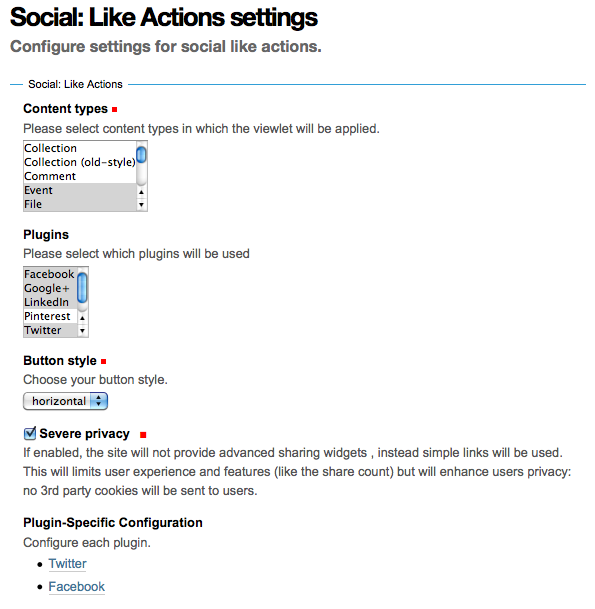 Social: Like Actions settings
Configure settings for social like actions.
Social: Like Actions
Content types
Please select content types in which the viewlet will be applied.
Collection
Collection (old-style)
Comment
Event
File
Plugins
Please select which plugins will be used
Facebook
Google+
LinkedIn
Pinterest
Twitter
Button style
Choose your button style.
horizontal
Severe privacy
If enabled, the site will not provide advanced sharing widgets , instead simple links will be used.
This will limits user experience and features (like the share count) but will enhance users privacy:
no 3rd party cookies will be sent to users.
Plugin-Specific Configuration
Configure each plugin.
Twitter
Facebook